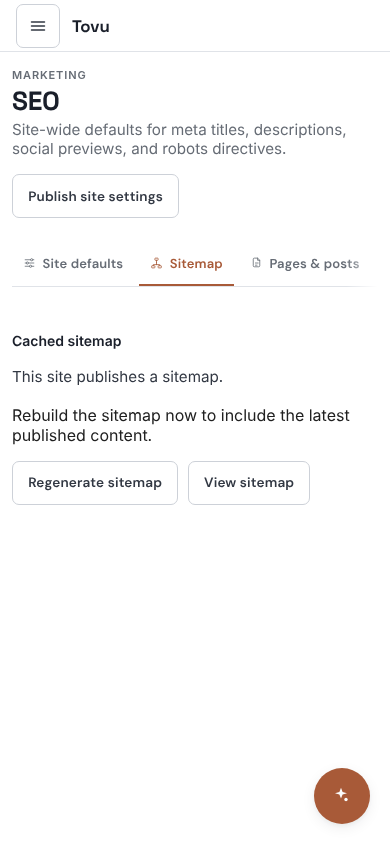 Tovu
MARKETING
SEO
Site-wide defaults for meta titles, descriptions,
social previews, and robots directives.
Publish site settings
Site defaults
Sitemap
Pages & posts
Cached sitemap
This site publishes a sitemap.
Rebuild the sitemap now to include the latest
published content.
Regenerate sitemap
View sitemap